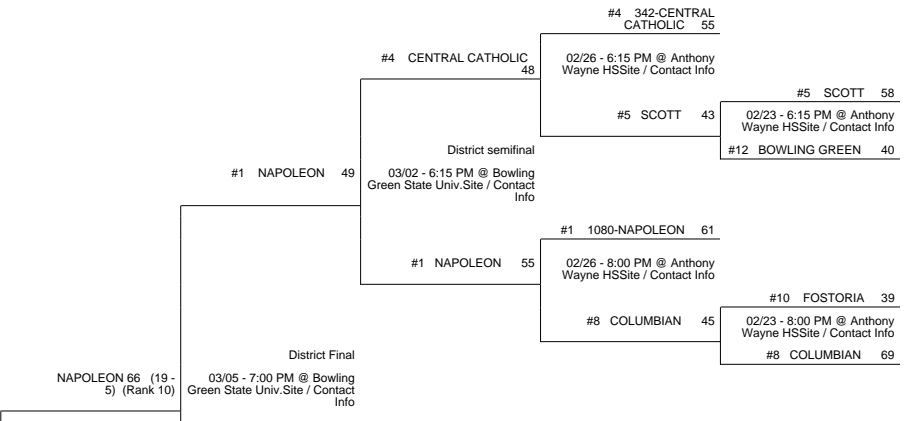 #4 342-CENTRAL
CATHOLIC 55
#4 CENTRAL CATHOLIC
48
02/26 - 6:15 PM @ Anthony
Wayne HSSite / Contact Info
#5 SCOTT 58
#5 SCOTT 43
02/23 - 6:15 PM @ Anthony
Wayne HSSite / Contact Info
#12 BOWLING GREEN 40
District semifinal
#1 NAPOLEON 49
03/02 - 6:15 PM @ Bowling
Green State Univ.Site / Contact
Info
#1 1080-NAPOLEON 61
#1 NAPOLEON 55
02/26 - 8:00 PM @ Anthony
Wayne HSSite / Contact Info
#10 FOSTORIA 39
#8 COLUMBIAN 45
02/23 - 8:00 PM @ Anthony
Wayne HSSite / Contact Info
#8 COLUMBIAN 69
District Final
NAPOLEON 66 (19 -
5) (Rank 10)
03/05 - 7:00 PM @ Bowling
Green State Univ.Site / Contact
Info